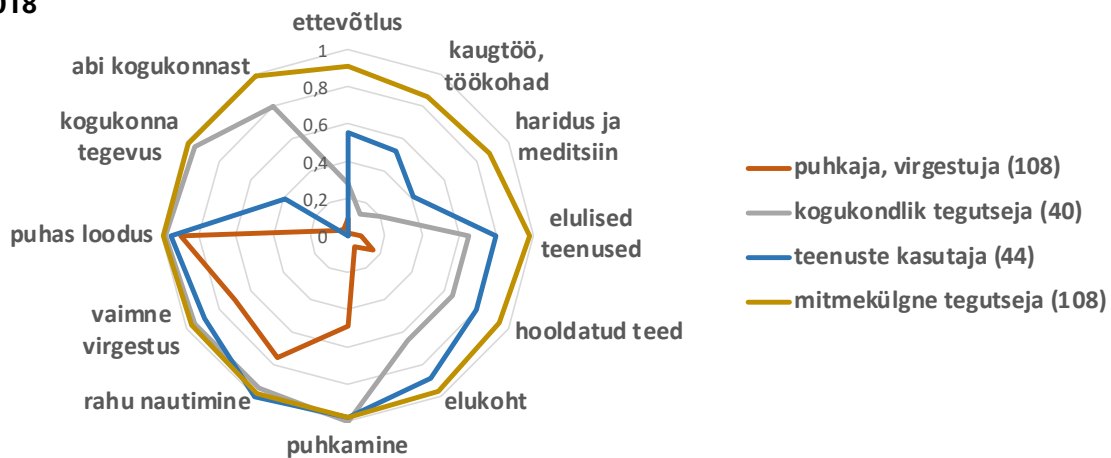 ettevõtlus
kaugtöö,
töökohad
haridus ja
meditsiin
elulised
teenused
hooldatud teed
elukoht
puhkamine
rahu nautimine
vaimne
virgestus
puhas loodus
kogukonna
tegevus
abi kogukonnast
1
0,8
0,6
0,4
0,2
0
puhkaja, virgestuja (108)
kogukondlik tegutseja (40)
teenuste kasutaja (44)
mitmekülgne tegutseja (108)